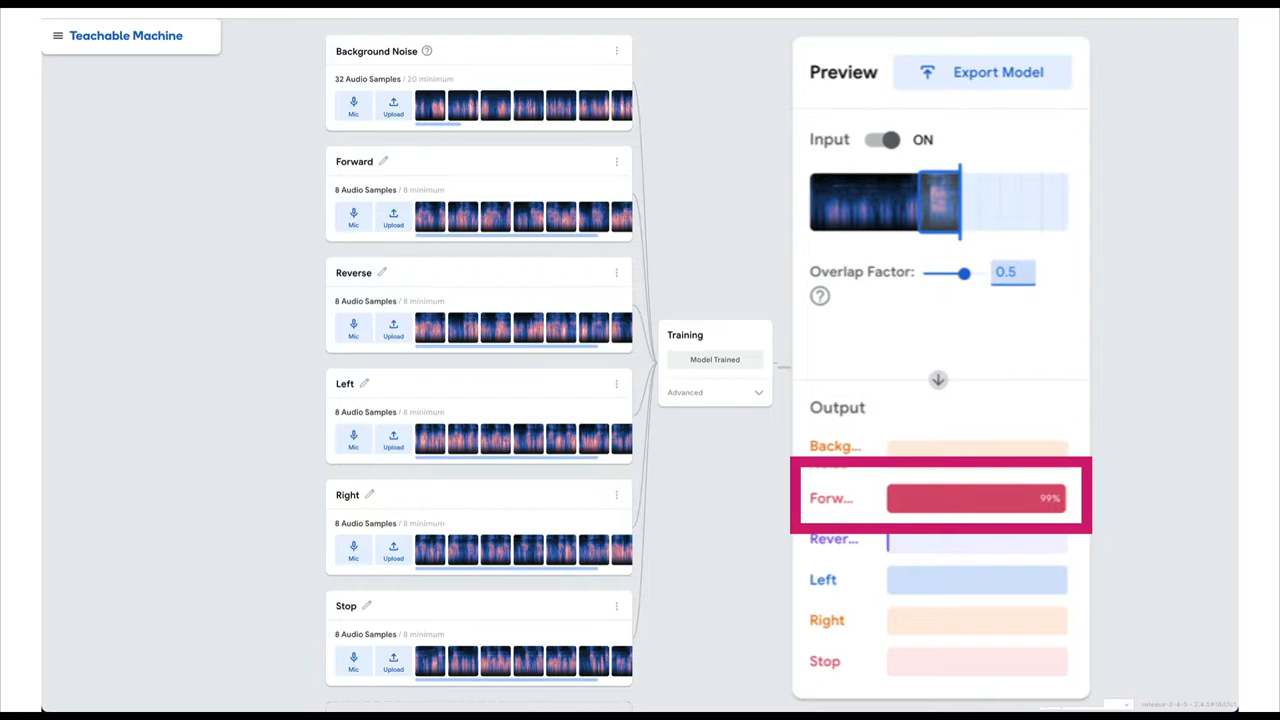 Teachable Machine
Background Noise ?
32 Audio Samples / 20 minimum
Mic
Upload
Forward
8 Audio Samples / 8 minimum
Mic
Upload
Reverse
8 Audio Samples / 8 minimum
Mic
Upload
Left
8 Audio Samples / 8 minimum
Mic
Upload
Right
8 Audio Samples / 8 minimum
Mic
Upload
Stop
8 Audio Samples / 8 minimum
Mic
Upload
Training
Model Trained
Advanced
Preview
Export Model
Input
ON
Overlap Factor:
0.5
?
Output
Backg...
Forw...
99%
Rever...
Left
Right
Stop